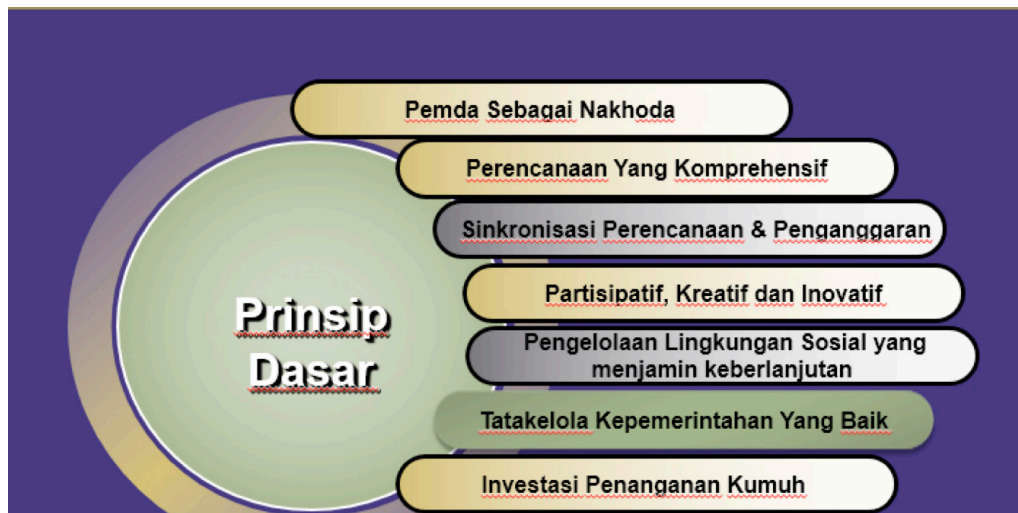 Pemda Sebagai Nakhoda
Perencanaan Yang Komprehensif
Sinkronisasi Perencanaan & Penganggaran
Partisipatif, Kreatif dan Inovatif
Prinsip
Dasar
Pengelolaan Lingkungan Sosial yang
menjamin keberlanjutan
Tatakelola Kepemerintahan Yang Baik
Investasi Penanganan Kumuh